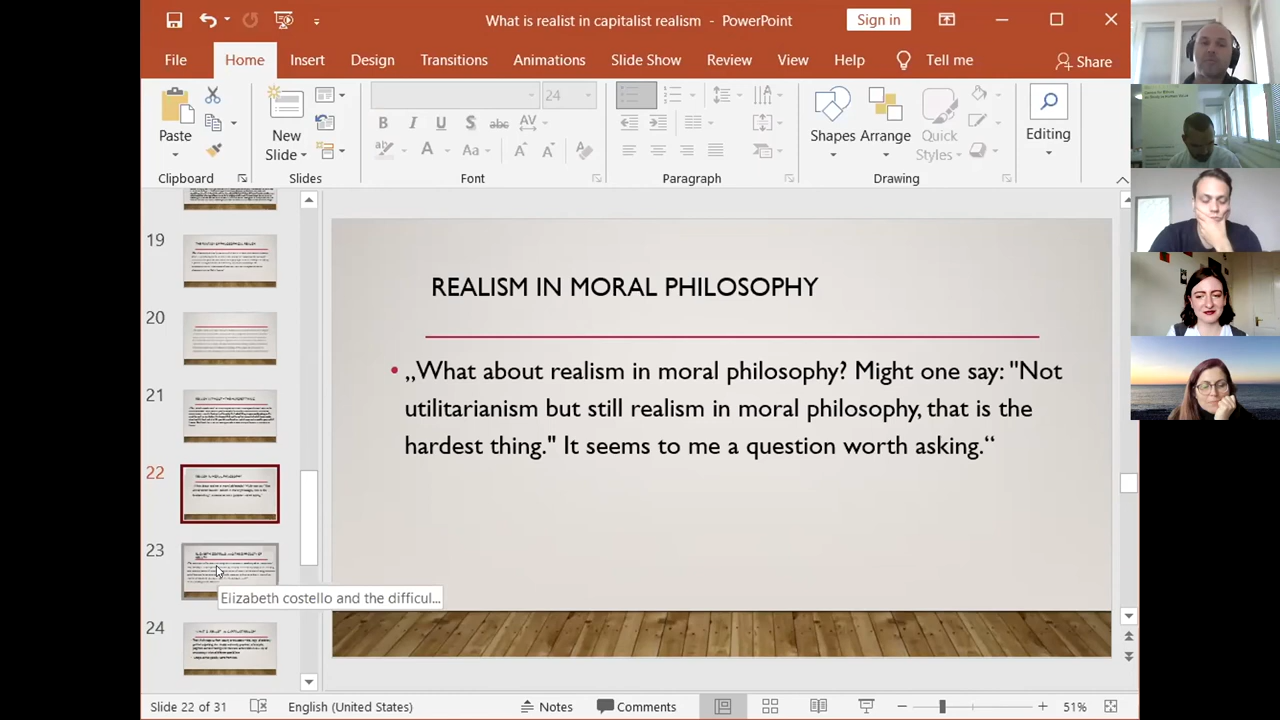 What is realist in capitalist realism - PowerPoint
Sign in
File Home Insert Design Transitions Animations Slide Show Review View Help Tell me Share
24
Paste
New
Slide
Shapes Arrange Quick
Styles
Editing
Clipboard Slides Font Paragraph Drawing
19
20
21
22
23
24
REALISM IN MORAL PHILOSOPHY
• „What about realism in moral philosophy? Might one say: "Not
utilitarianism but still realism in moral philosophy, that is the
hardest thing." It seems to me a question worth asking.“
Elizabeth costello and the difficul...
Slide 22 of 31 English (United States) Notes Comments 51%